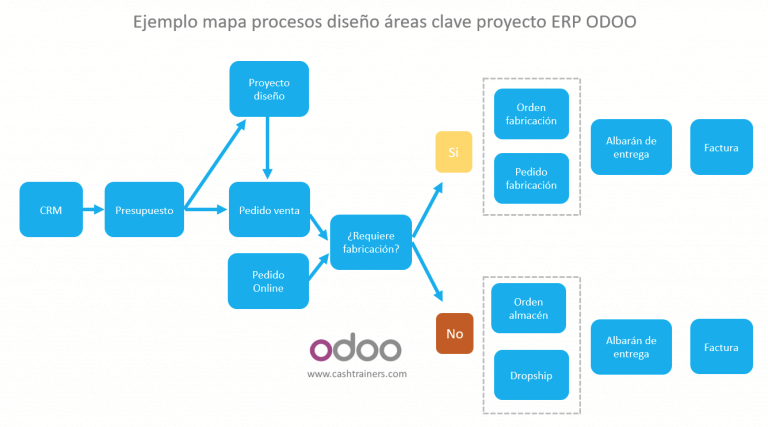 Ejemplo mapa procesos diseño áreas clave proyecto ERP ODOO
Proyecto
diseño
CRM
Presupuesto
Pedido venta
Pedido
Online
¿Requiere
fabricación?
Si
Orden
fabricación
Pedido
fabricación
Albarán de
entrega
Factura
No
Orden
almacén
Dropship
Albarán de
entrega
Factura
odoo
www.cashtrainers.com